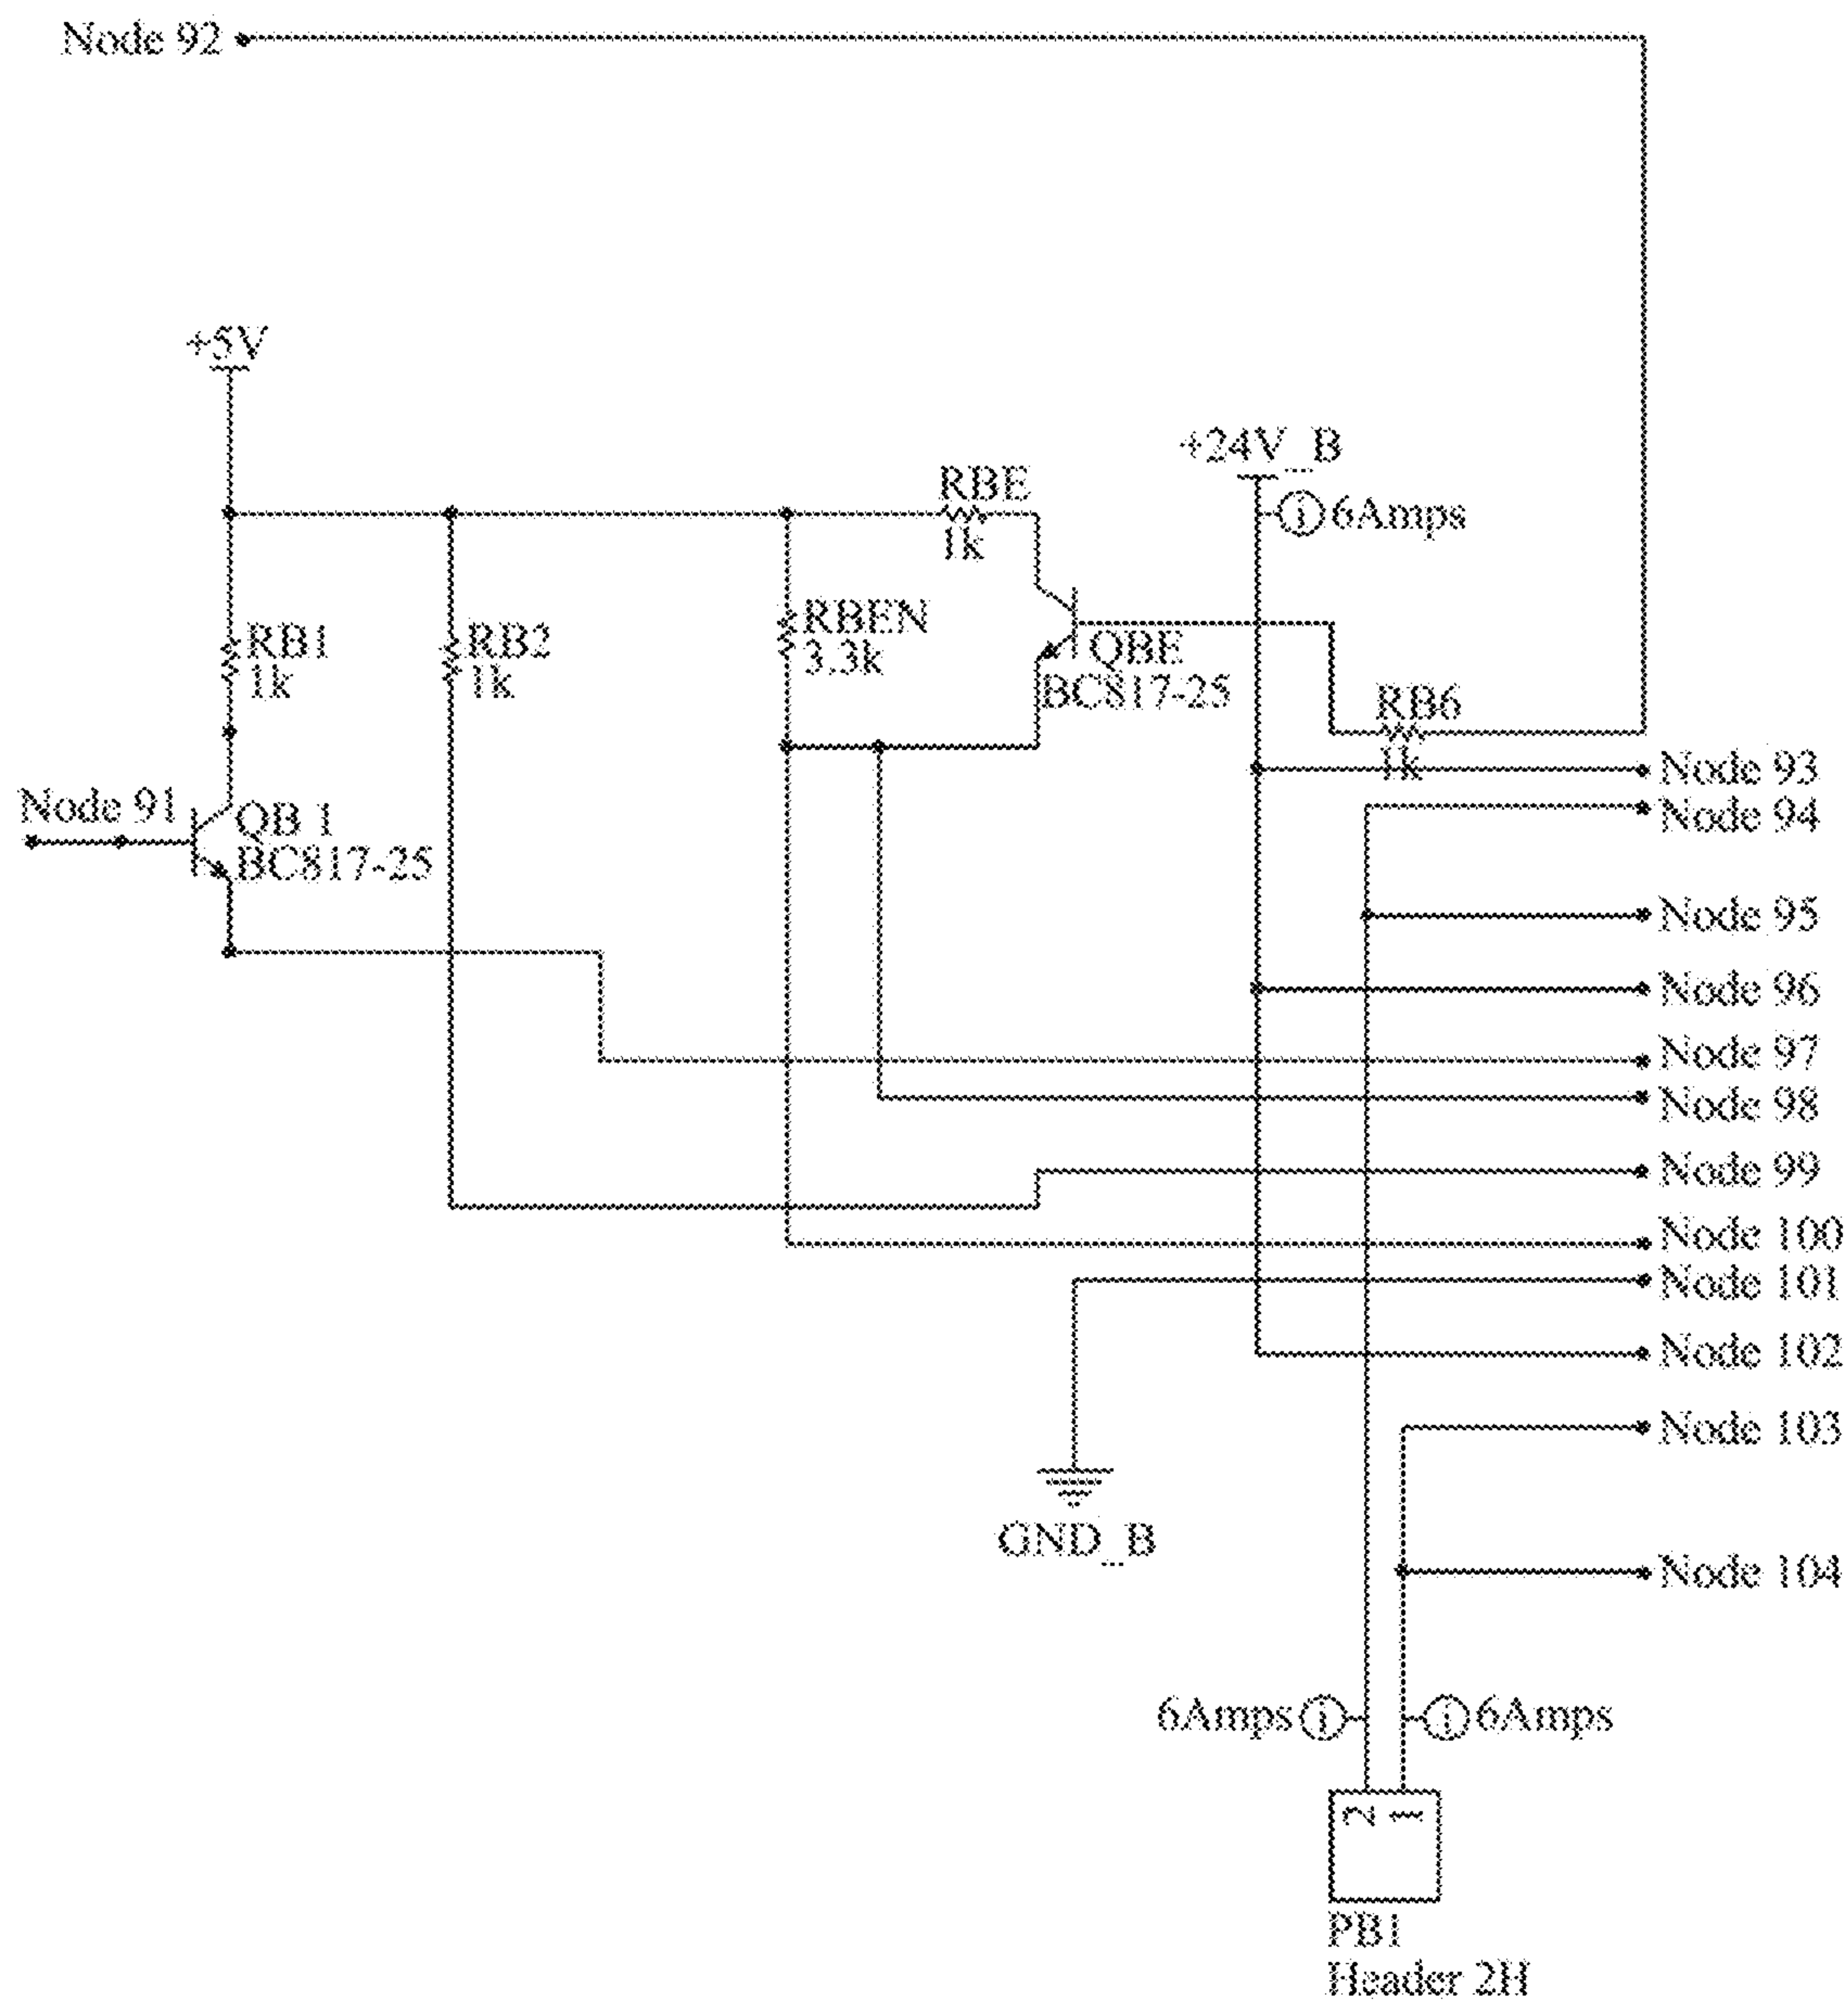 Node 92
+5V
+24V_B
RBE
6Amps
1k
RBEN
3.3k
RB1
1k
RB2
1k
QBE
BC817-25
RB6
1k
Node 93
Node 91
QB 1
Node 94
BC817-25
Node 95
Node 96
Node 97
Node 98
Node 99
Node 100
Node 101
Node 102
Node 103
GND_B
Node 104
6Amps i
i 6Amps
2 1
PB1
Header 2H